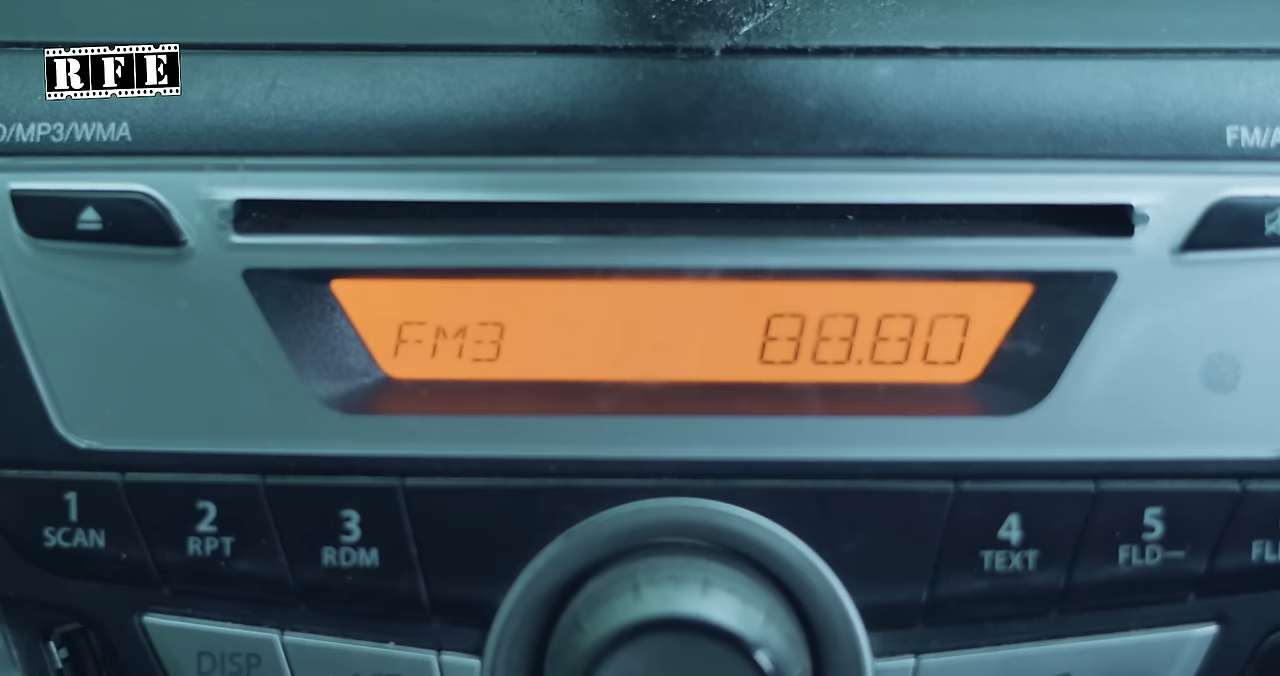 RFE
D/MP3/WMA
FM/A
FM3 88.80
1 2 3 4 5
SCAN RPT RDM TEXT FLD—
DISP